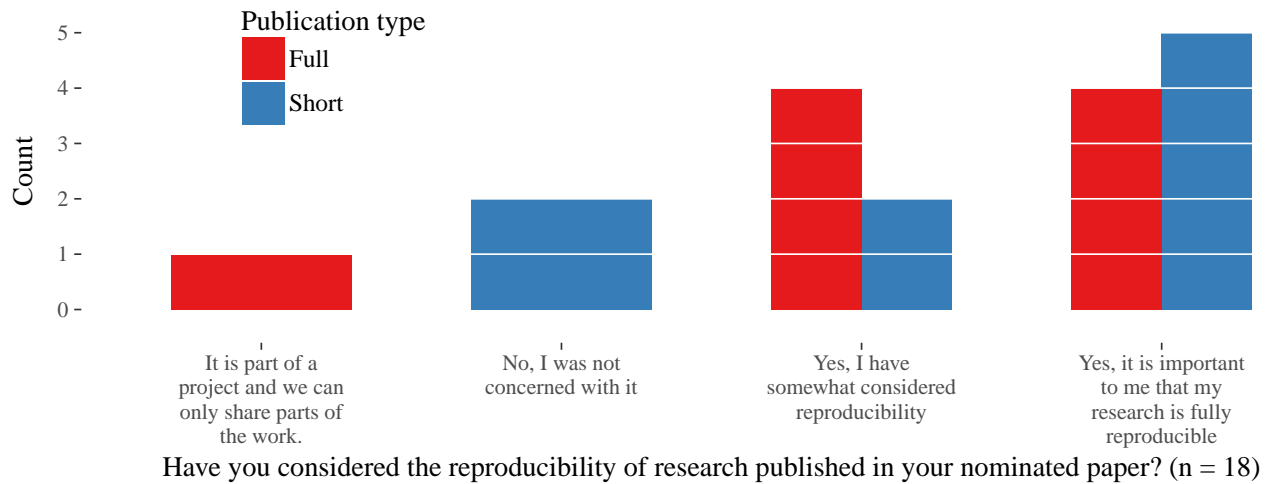 Publication type
Full
Short
Count
5
4
3
2
1
0
It is part of a
project and we can
only share parts of
the work.
No, I was not
concerned with it
Yes, I have
somewhat considered
reproducibility
Yes, it is important
to me that my
research is fully
reproducible
Have you considered the reproducibility of research published in your nominated paper? (n = 18)